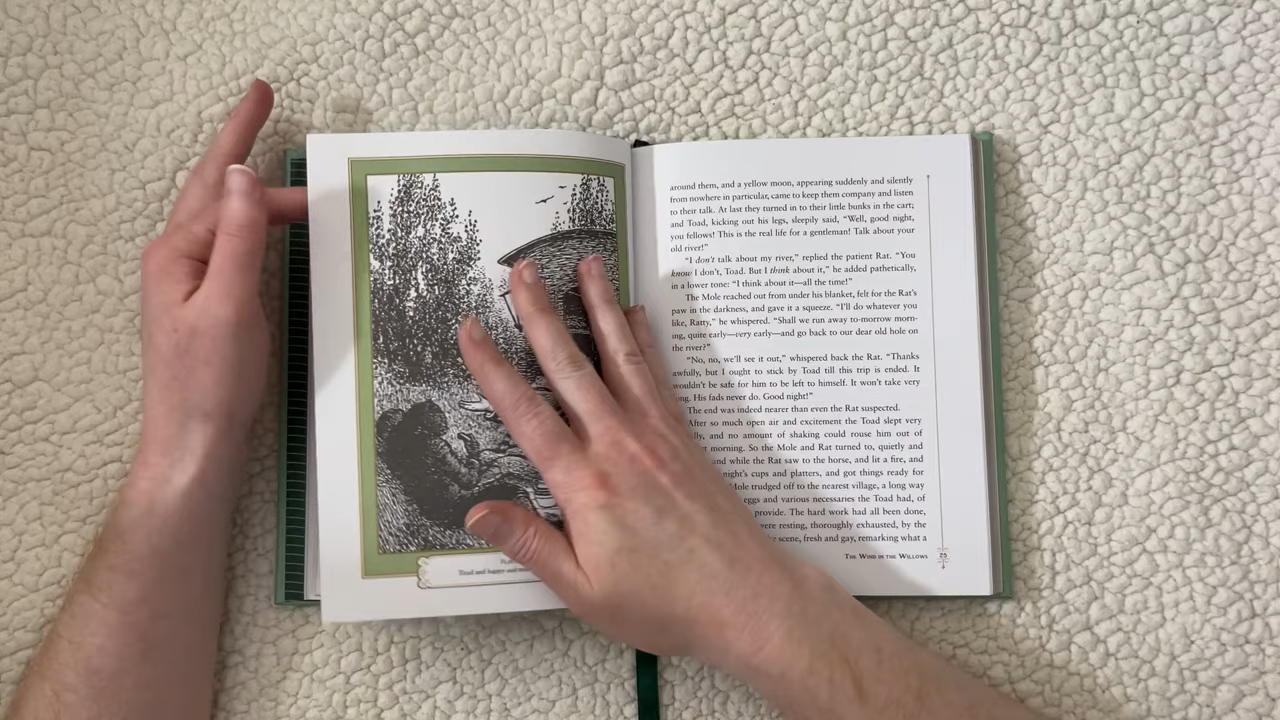 Toad and
around them, and a yellow moon, appearing suddenly and silently
from nowhere in particular, came to keep them company and listen
to their talk. At last they turned in to their little bunks in the cart;
and Toad, kicking out his legs, sleepily said, “Well, good night,
you fellows! This is the real life for a gentleman! Talk about your
old river!”
“I don’t talk about my river,” replied the patient Rat. “You
know I don’t, Toad. But I think about it,” he added pathetically,
in a lower tone: “I think about it—all the time!”
The Mole reached out from under his blanket, felt for the Rat’s
paw in the darkness, and gave it a squeeze. “I’ll do whatever you
like, Ratty,” he whispered. “Shall we run away to-morrow morn-
ing, quite early—very early—and go back to our dear old hole on
the river?”
“No, no, we’ll see it out,” whispered back the Rat. “Thanks
awfully, but I ought to stick by Toad till this trip is ended. It
wouldn’t be safe for him to be left to himself. It won’t take very
ong. His fads never do. Good night!”
The end was indeed nearer than even the Rat suspected.
After so much open air and excitement the Toad slept very
lly, and no amount of shaking could rouse him out of
morning. So the Mole and Rat turned to, quietly and
and while the Rat saw to the horse, and lit a fire, and
night’s cups and platters, and got things ready for
Mole trudged off to the nearest village, a long way
eggs and various necessaries the Toad had, of
provide. The hard work had all been done,
were resting, thoroughly exhausted, by the
scene, fresh and gay, remarking what a
The Wind in the Willows 25